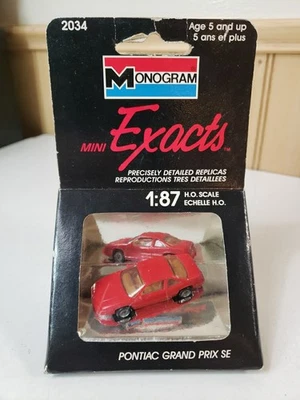 2034
Age 5 and up
5 ans et plus
MONOGRAM
MINI Exacts TM
PRECISELY DETAILED REPLICAS
REPRODUCTIONS TRES DETAILLEES
1:87 H.O. SCALE
ECHELLE H.O.
PONTIAC GRAND PRIX SE